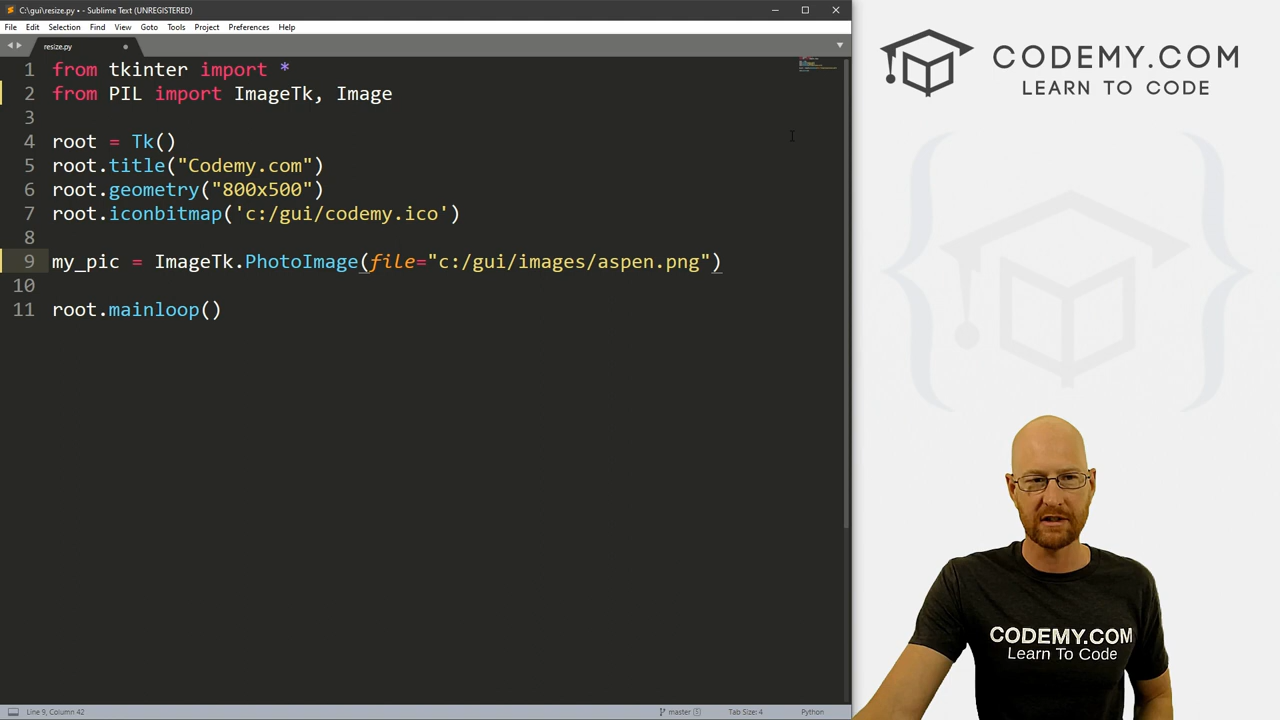 C:\gui\resize.py • - Sublime Text (UNREGISTERED)
File Edit Selection Find View Goto Tools Project Preferences Help
resize.py
1 from tkinter import *
2 from PIL import ImageTk, Image
3
4 root = Tk()
5 root.title("Codemy.com")
6 root.geometry("800x500")
7 root.iconbitmap('c:/gui/codemy.ico')
8
9 my_pic = ImageTk.PhotoImage(file="c:/gui/images/aspen.png")
10
11 root.mainloop()
Line 9, Column 42 master 5 Tab Size: 4 Python
CODEMY.COM
LEARN TO CODE
CODEMY.COM
Learn To Code